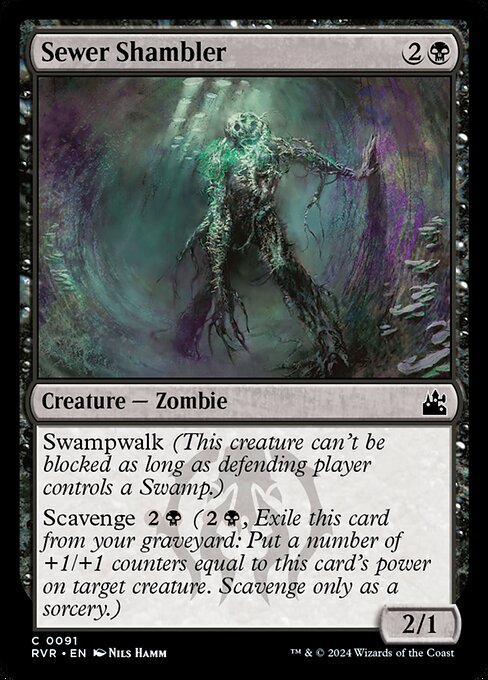 Sewer Shambler 2
Creature — Zombie
Swampwalk (This creature can't be
blocked as long as defending player
controls a Swamp.)
Scavenge 2 (2, Exile this card
from your graveyard: Put a number of
+1/+1 counters equal to this card's power
on target creature. Scavenge only as a
sorcery.)
2/1
C 0091
RVR • EN Nils Hamm
™ & © 2024 Wizards of the Coast